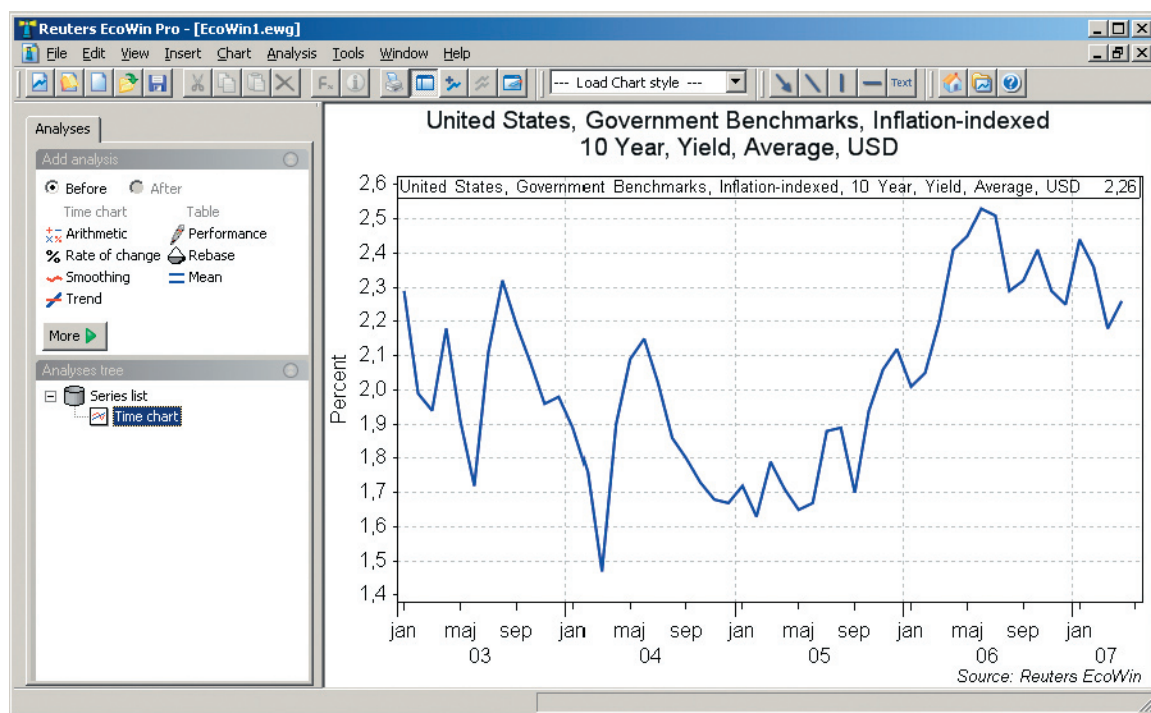 Reuters EcoWin Pro - [EcoWin1.ewg]
File Edit View Insert Chart Analysis Tools Window Help
--- Load Chart style --- Text
Analyses
Add analysis
Before After
Time chart Table
Arithmetic Performance
Rate of change Rebase
Smoothing Mean
Trend
More
Analyses tree
Series list
Time chart
United States, Government Benchmarks, Inflation-indexed
10 Year, Yield, Average, USD
United States, Government Benchmarks, Inflation-indexed, 10 Year, Yield, Average, USD 2,26
Percent
2,6
2,5
2,4
2,3
2,2
2,1
2,0
1,9
1,8
1,7
1,6
1,5
1,4
jan maj sep jan maj sep jan maj sep jan maj sep jan
03 04 05 06 07
Source: Reuters EcoWin